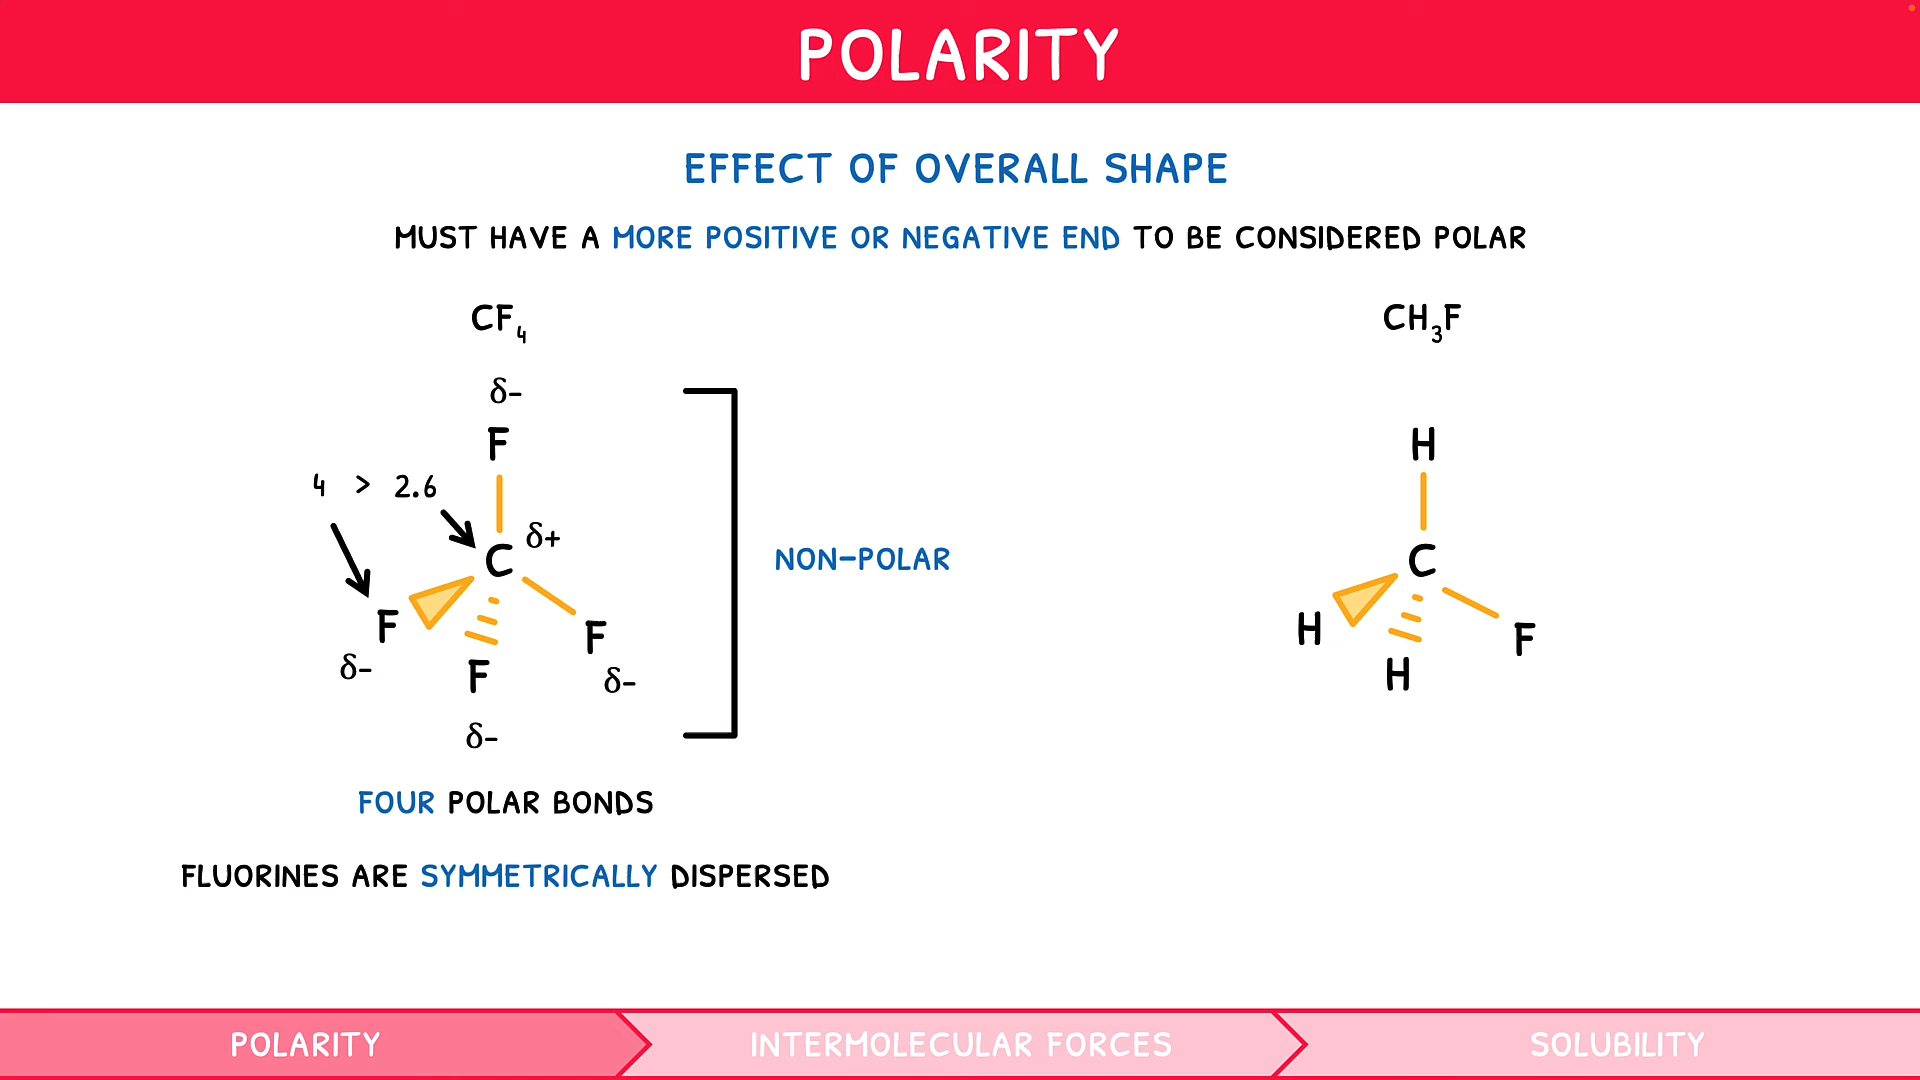 POLARITY
EFFECT OF OVERALL SHAPE
MUST HAVE A MORE POSITIVE OR NEGATIVE END TO BE CONSIDERED POLAR
CF₄
CH₃F
δ-
F
H
4 > 2.6
δ+
C
C
NON-POLAR
F
F
H
F
δ-
F
δ-
H
δ-
FOUR POLAR BONDS
FLUORINES ARE SYMMETRICALLY DISPERSED
POLARITY
INTERMOLECULAR FORCES
SOLUBILITY